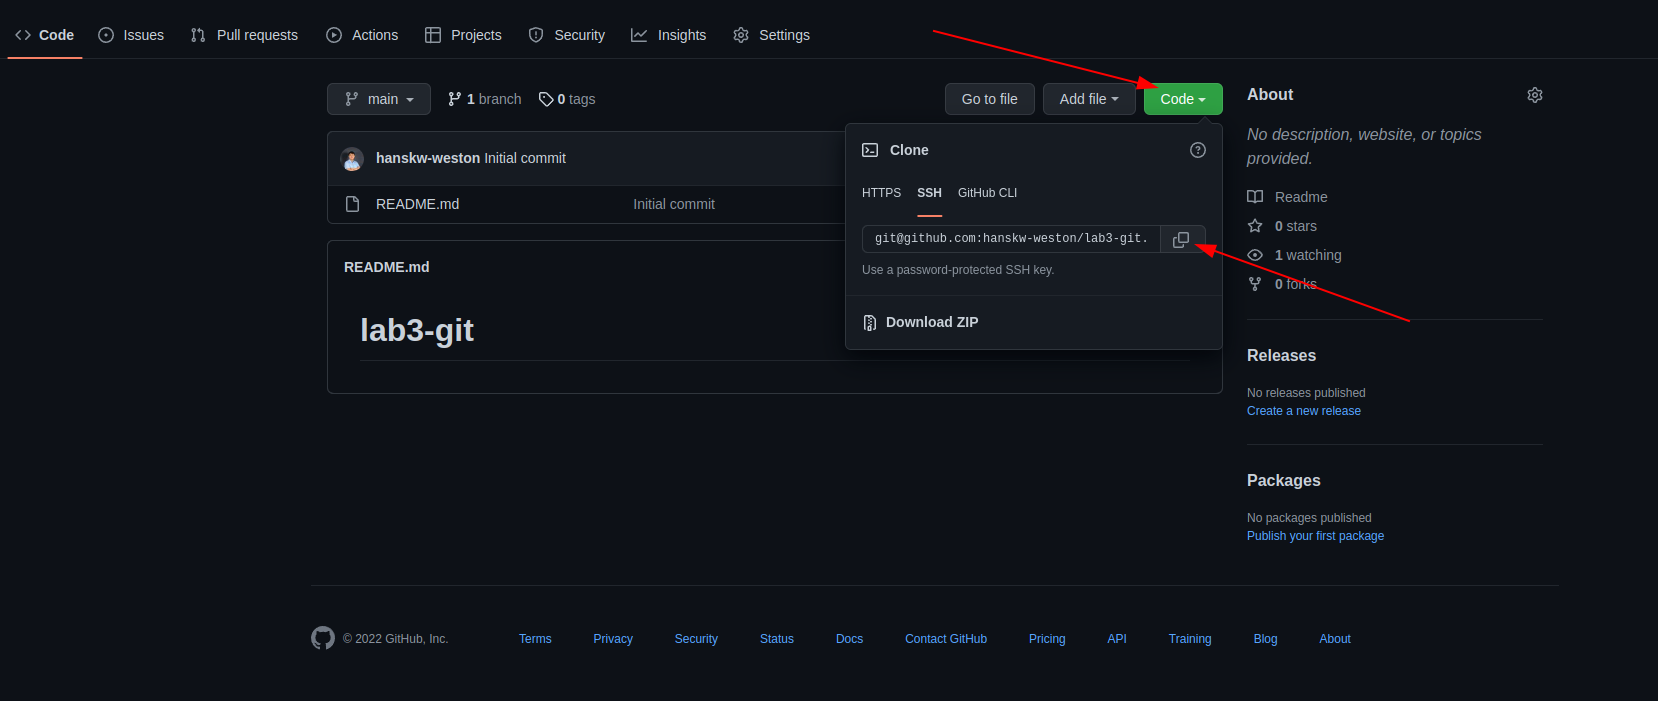 Code Issues Pull requests Actions Projects Security Insights Settings
main 1 branch 0 tags Go to file Add file Code
hanskw-weston Initial commit
README.md Initial commit
README.md
lab3-git
Clone
HTTPS SSH GitHub CLI
git@github.com:hanskw-weston/lab3-git.
Use a password-protected SSH key.
Download ZIP
About
No description, website, or topics
provided.
Readme
0 stars
1 watching
0 forks
Releases
No releases published
Create a new release
Packages
No packages published
Publish your first package
© 2022 GitHub, Inc. Terms Privacy Security Status Docs Contact GitHub Pricing API Training Blog About